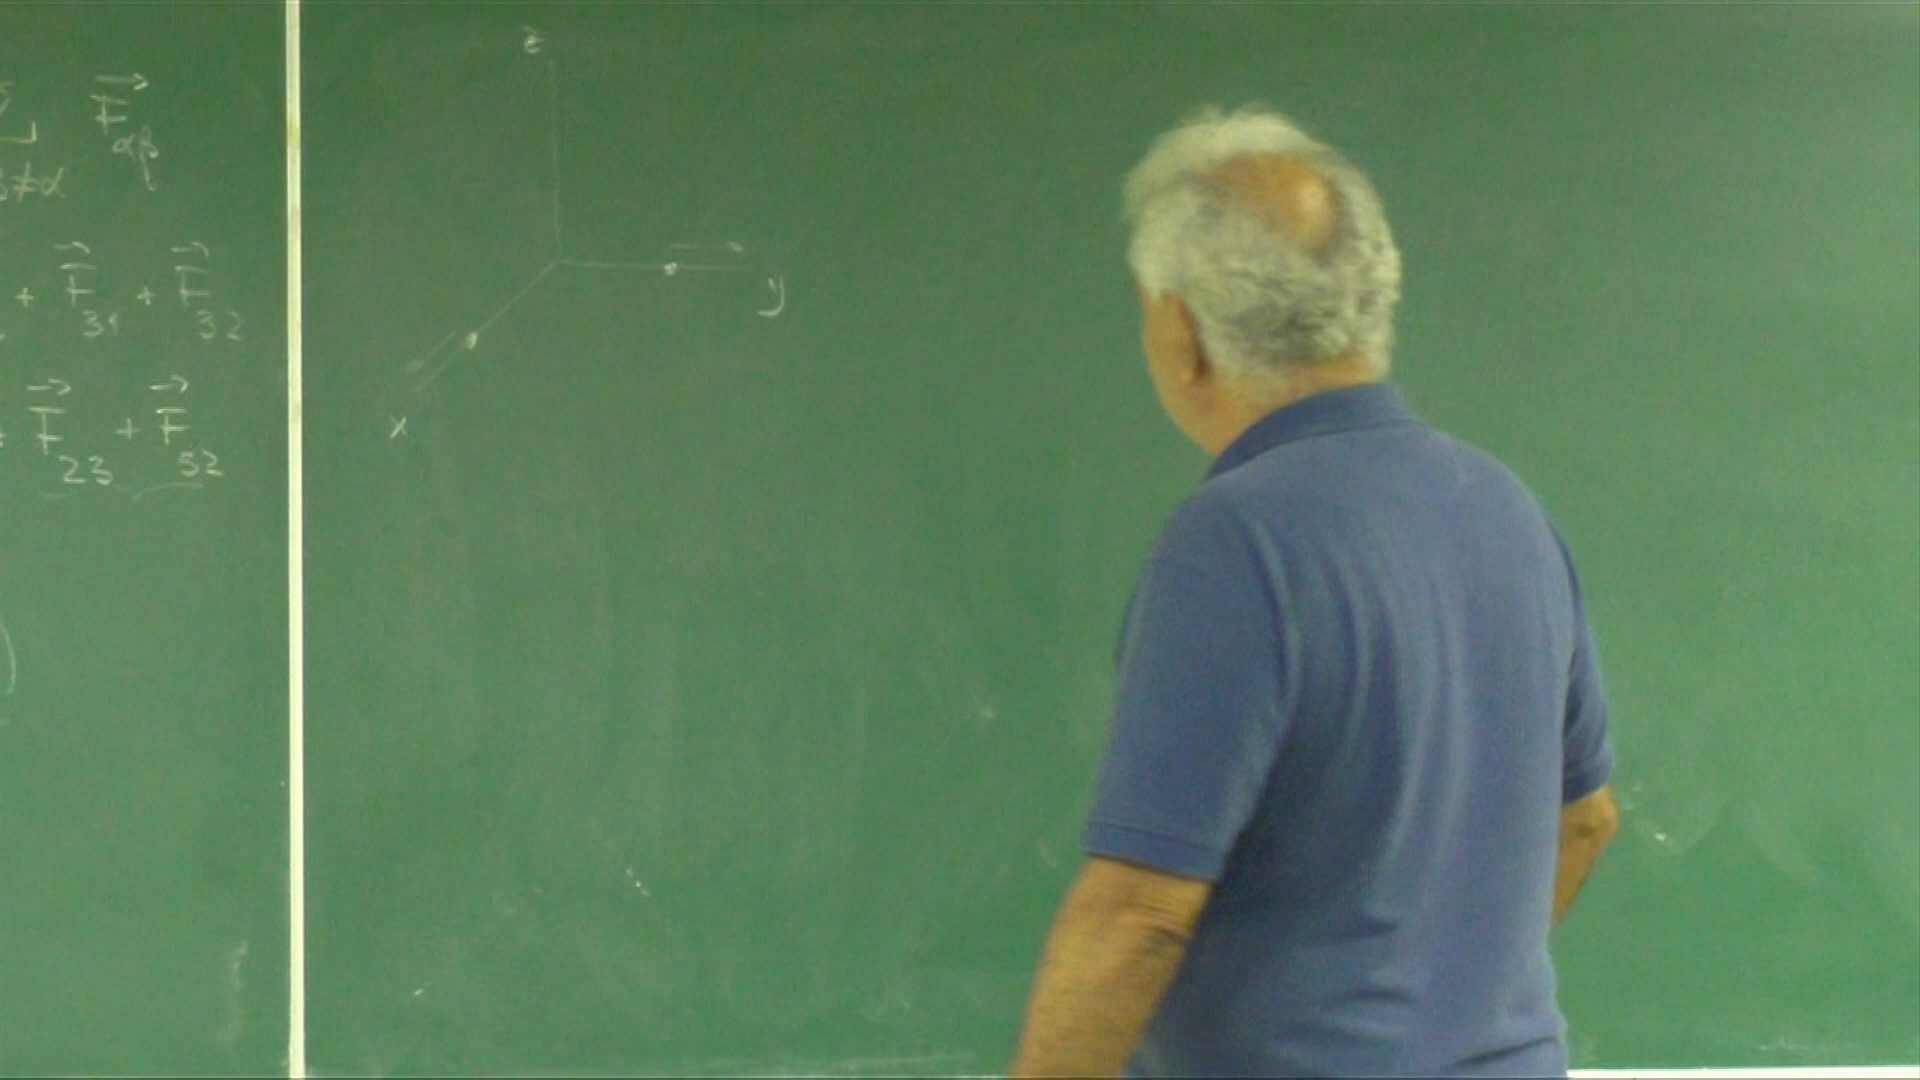 →F αβ
β≠α
+ →F 31 + →F 32
+ →F 23 + →F 32
z
y
x